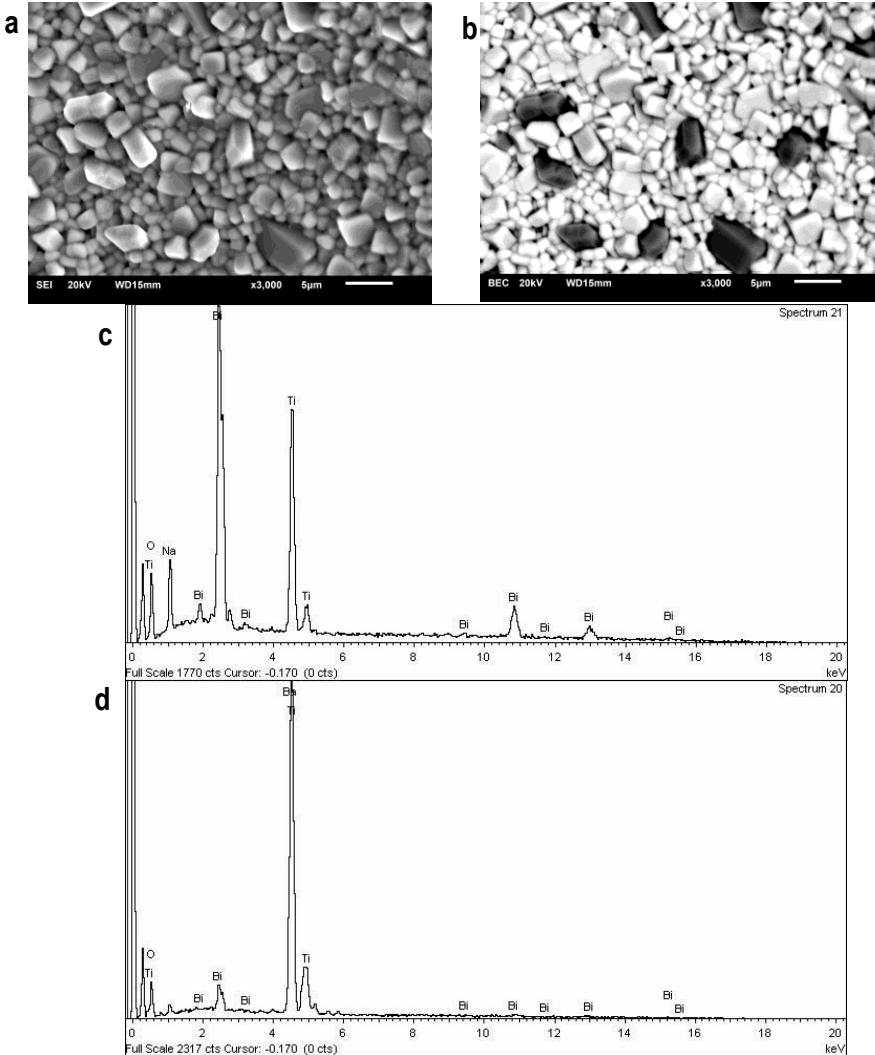 a
b
SEI 20kV WD15mm x3,000 5µm
BEC 20kV WD15mm x3,000 5µm
c
Spectrum 21
Bi
Ti
O
Ti
Na
Bi
Bi
Ti
Bi
Bi
Bi
Bi
Bi
Bi
0 2 4 6 8 10 12 14 16 18 20
Full Scale 1770 cts Cursor: -0.170 (0 cts) keV
d
Spectrum 20
Ba
Ti
O
Ti
Bi
Bi
Bi
Ti
Bi
Bi
Bi
Bi
Bi
Bi
0 2 4 6 8 10 12 14 16 18 20
Full Scale 2317 cts Cursor: -0.170 (0 cts) keV